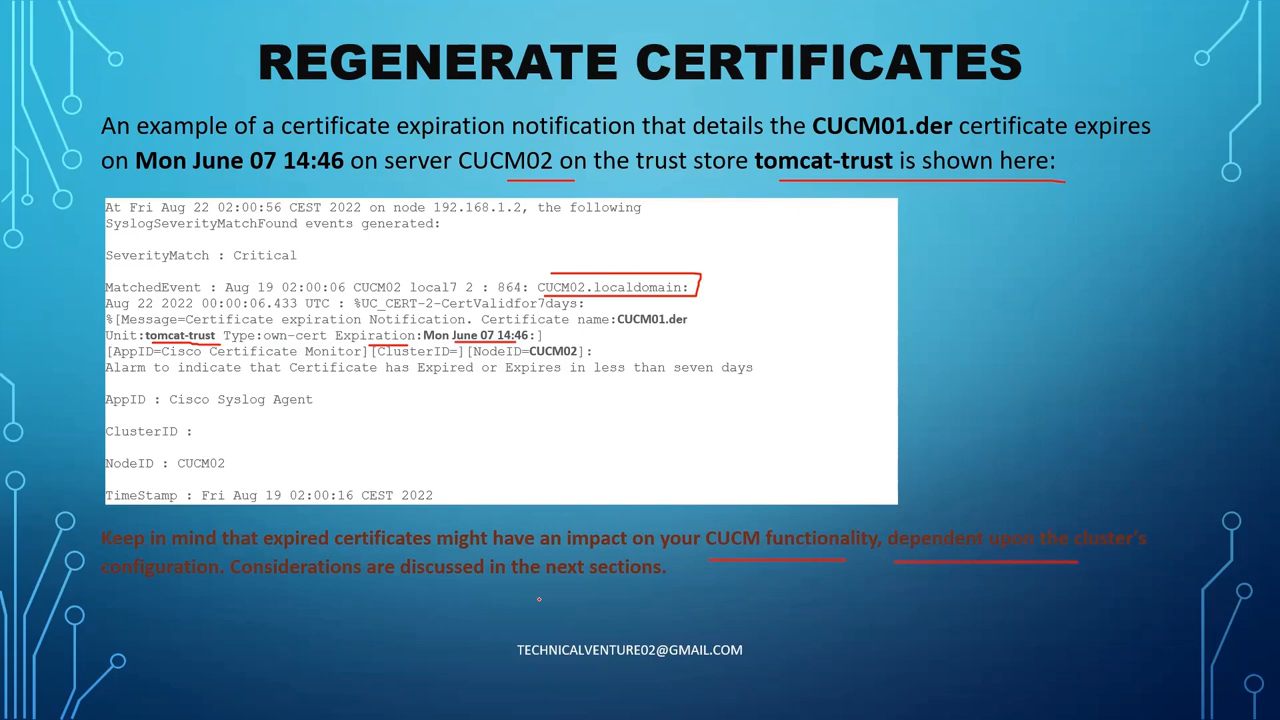 REGENERATE CERTIFICATES
An example of a certificate expiration notification that details the CUCM01.der certificate expires
on Mon June 07 14:46 on server CUCM02 on the trust store tomcat-trust is shown here:
At Fri Aug 22 02:00:56 CEST 2022 on node 192.168.1.2, the following
SyslogSeverityMatchFound events generated:
SeverityMatch : Critical
MatchedEvent : Aug 19 02:00:06 CUCM02 local7 2 : 864: CUCM02.localdomain:
Aug 22 2022 00:00:06.433 UTC : %UC_CERT-2-CertValidfor7days:
%[Message=Certificate expiration Notification. Certificate name:CUCM01.der
Unit:tomcat-trust Type:own-cert Expiration:Mon June 07 14:46:]
[AppID=Cisco Certificate Monitor][ClusterID=][NodeID=CUCM02]:
Alarm to indicate that Certificate has Expired or Expires in less than seven days
AppID : Cisco Syslog Agent
ClusterID :
NodeID : CUCM02
TimeStamp : Fri Aug 19 02:00:16 CEST 2022
Keep in mind that expired certificates might have an impact on your CUCM functionality, dependent upon the cluster's
configuration. Considerations are discussed in the next sections.
TECHNICALVENTURE02@GMAIL.COM